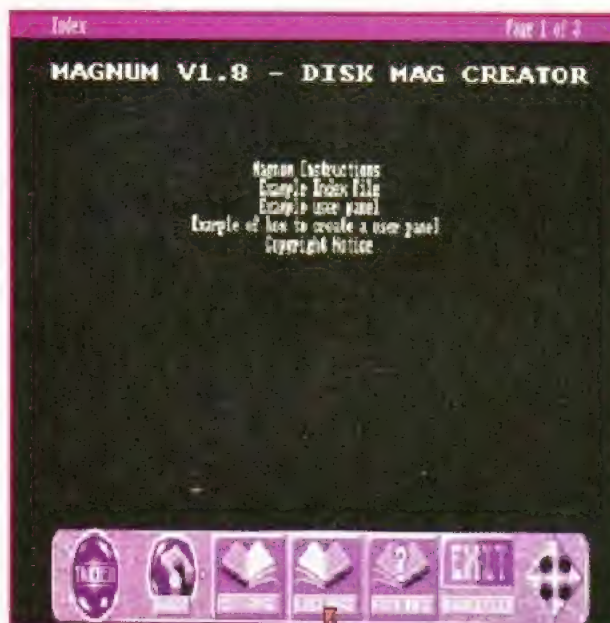 Index Page 1 of 3
MAGNUM V1.8 - DISK MAG CREATOR
Magnum Instructions
Example Index File
Example user panel
Example of how to create a user panel
Copyright Notice
INDEX
EXIT